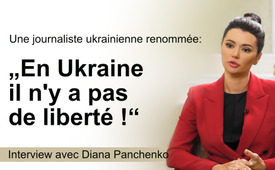 Une journaliste ukrainienne renommée:
„En Ukraine
il n'y a pas
de liberté !“
Interview avec Diana Panchenko